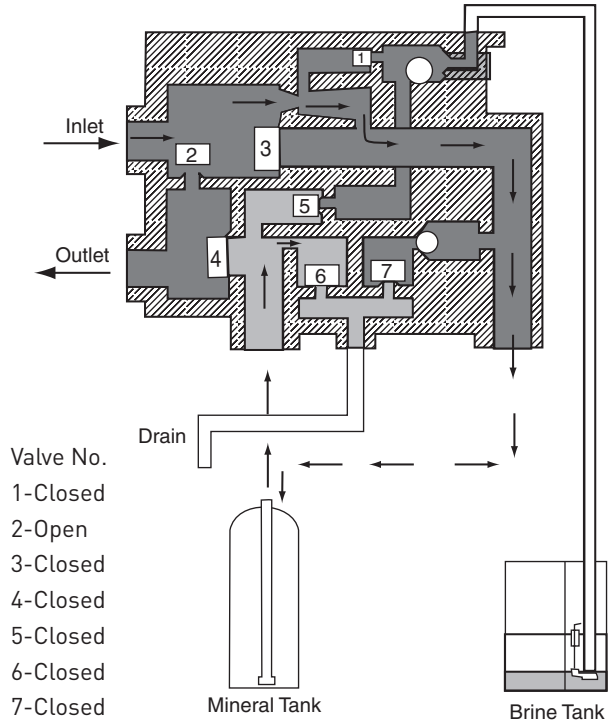 1
Inlet
2
3
5
Outlet
4
6
7
Drain
Valve No.
1-Closed
2-Open
3-Closed
4-Closed
5-Closed
6-Closed
7-Closed
Mineral Tank
Brine Tank